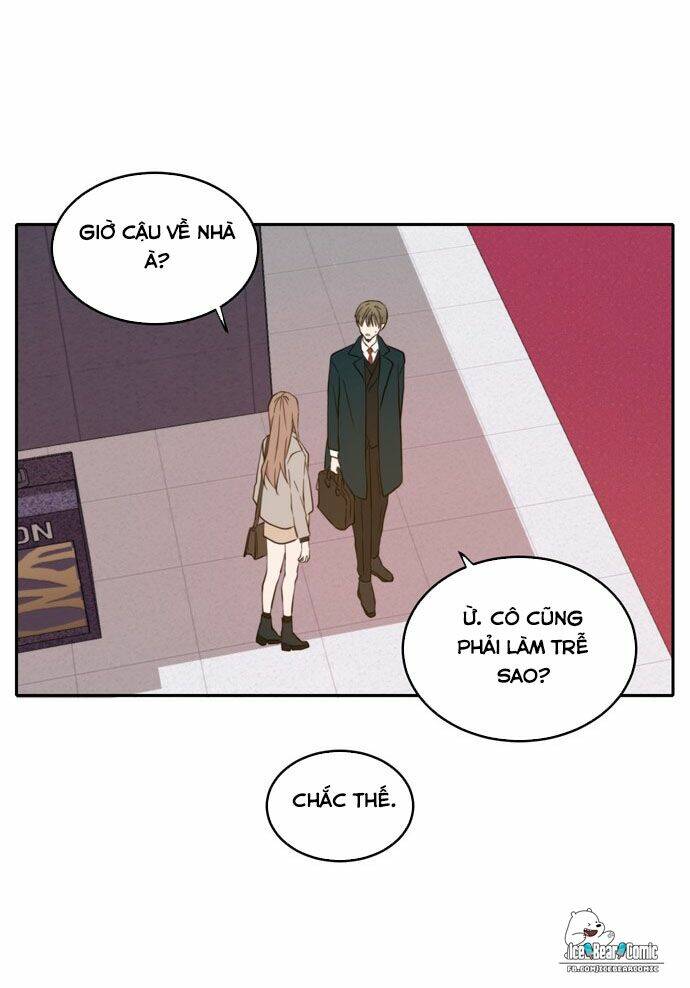 GIỜ CẬU VỀ NHÀ
À?
ON
Ừ. CÔ CŨNG
PHẢI LÀM TRỄ
SAO?
CHẮC THẾ.
Ice Bear Comic
FB.COM/ICEBEARCOMIC